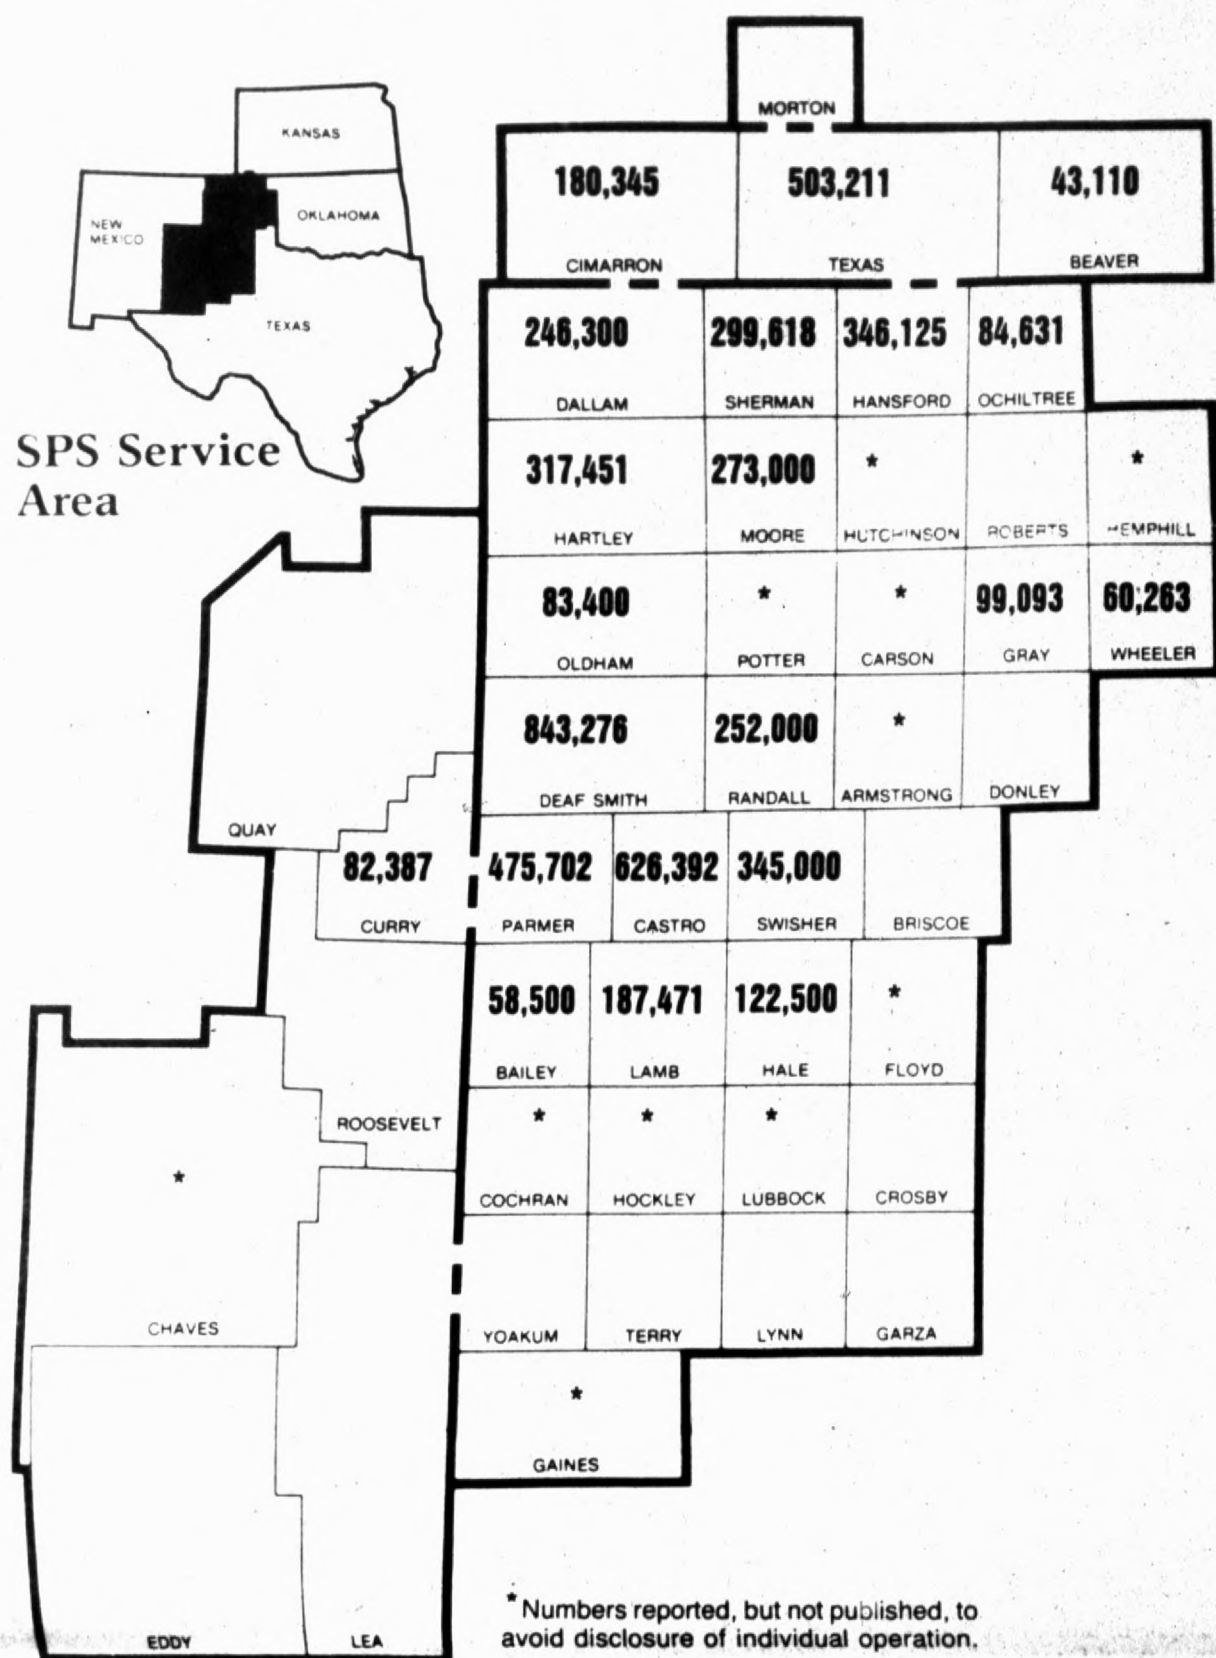 KANSAS
NEW
MEXICO
OKLAHOMA
TEXAS
SPS Service
Area
MORTON
180,345 503,211 43,110
CIMARRON TEXAS BEAVER
246,300 299,618 346,125 84,631
DALLAM SHERMAN HANSFORD OCHILTREE
317,451 273,000 * *
HARTLEY MOORE HUTCHINSON ROBERTS HEMPHILL
83,400 * * 99,093 60,263
OLDHAM POTTER CARSON GRAY WHEELER
843,276 252,000 *
DEAF SMITH RANDALL ARMSTRONG DONLEY
QUAY
82,387 475,702 626,392 345,000
CURRY PARMER CASTRO SWISHER BRISCOE
58,500 187,471 122,500 *
BAILEY LAMB HALE FLOYD
ROOSEVELT
* * * *
COCHRAN HOCKLEY LUBBOCK CROSBY
CHAVES
YOAKUM TERRY LYNN GARZA
*
GAINES
EDDY LEA
* Numbers reported, but not published, to
avoid disclosure of individual operation.